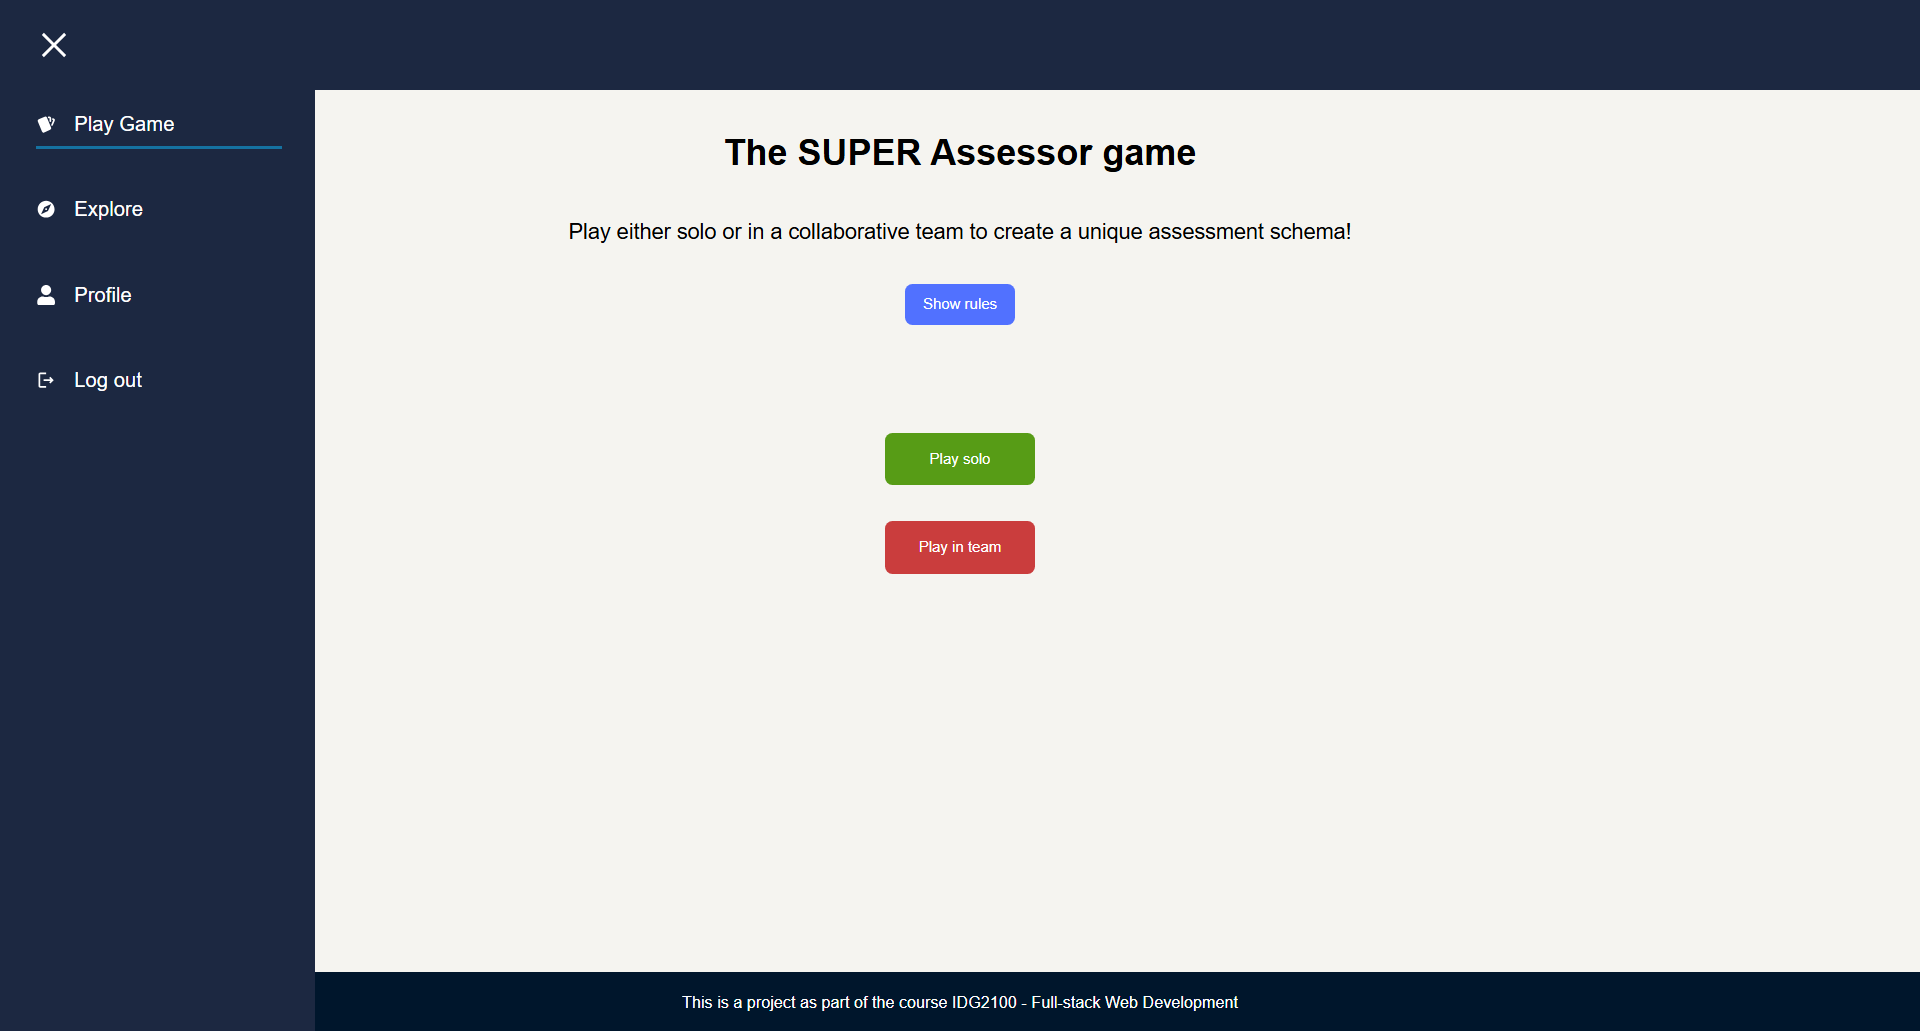 Play Game
Explore
Profile
Log out
The SUPER Assessor game
Play either solo or in a collaborative team to create a unique assessment schema!
Show rules
Play solo
Play in team
This is a project as part of the course IDG2100 - Full-stack Web Development